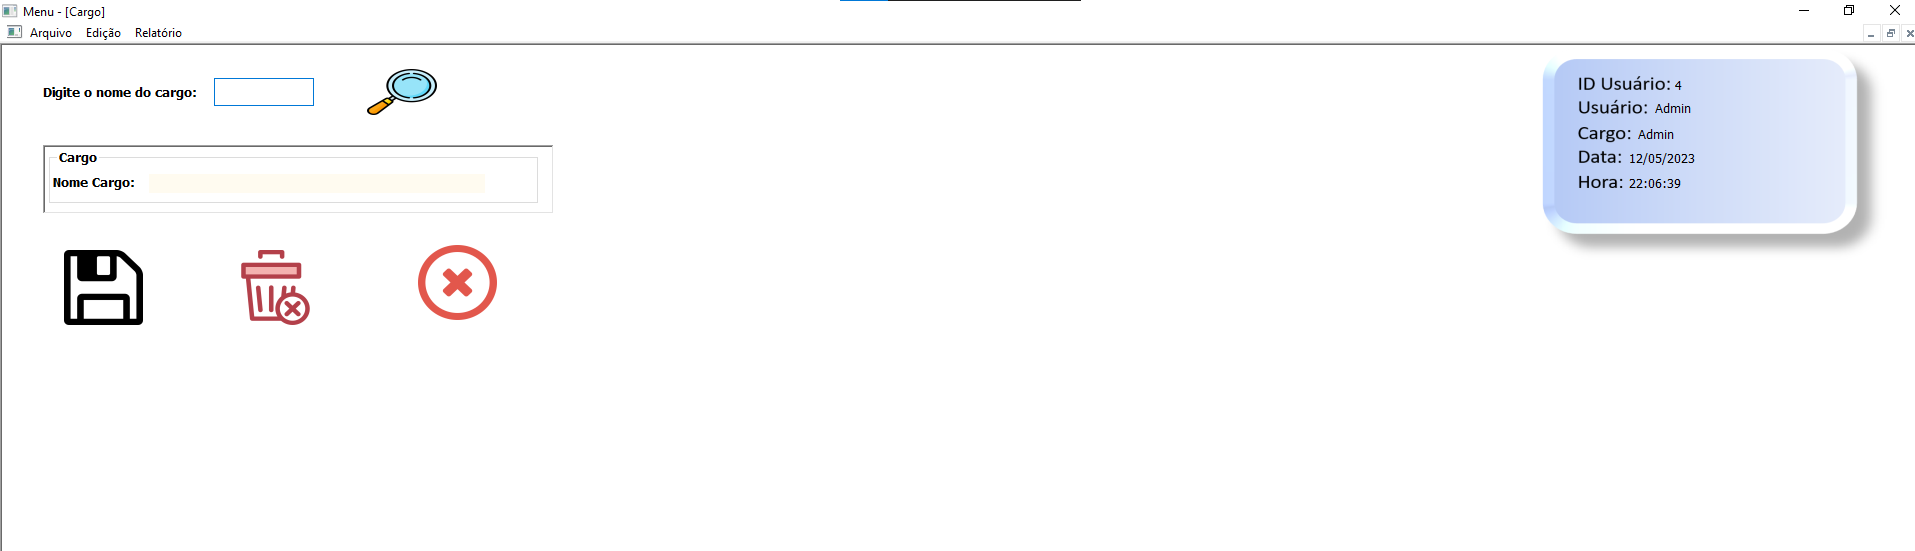 Menu - [Cargo]
Arquivo Edição Relatório
Digite o nome do cargo:
Cargo
Nome Cargo:
ID Usuário: 4
Usuário: Admin
Cargo: Admin
Data: 12/05/2023
Hora: 22:06:39